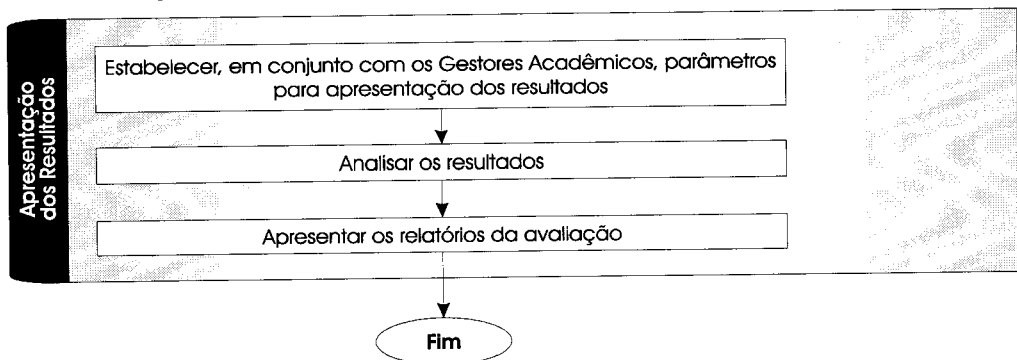 Apresentação
dos Resultados
Estabelecer, em conjunto com os Gestores Acadêmicos, parâmetros
para apresentação dos resultados
Analisar os resultados
Apresentar os relatórios da avaliação
Fim